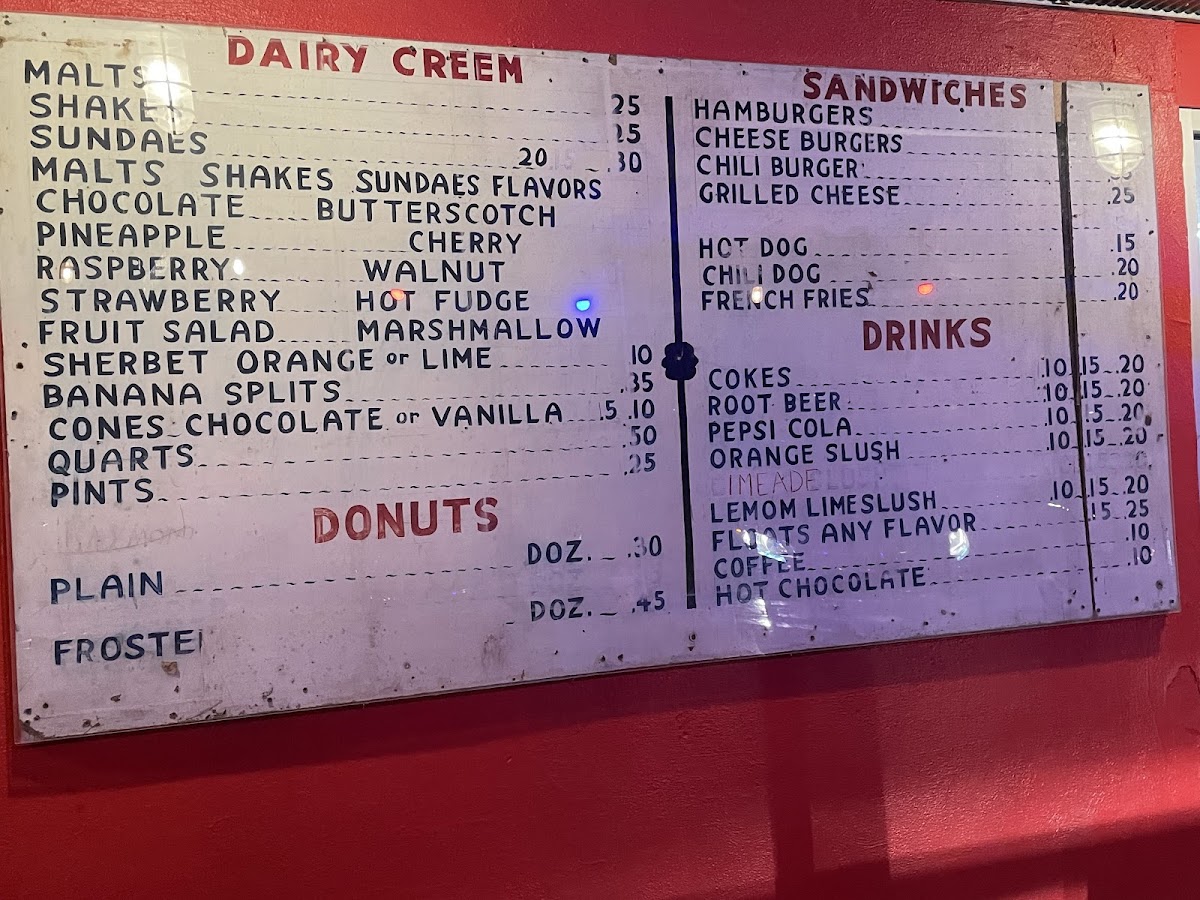 DAIRY CREEM
MALTS 25
SHAKES 25
SUNDAES 20 .30
MALTS SHAKES SUNDAES FLAVORS
CHOCOLATE BUTTERSCOTCH
PINEAPPLE CHERRY
RASPBERRY WALNUT
STRAWBERRY HOT FUDGE
FRUIT SALAD MARSHMALLOW
SHERBET ORANGE or LIME .10
BANANA SPLITS .35
CONES CHOCOLATE or VANILLA .5 .10
QUARTS .50
PINTS .25
DONUTS
PLAIN DOZ. .30
FROSTE DOZ. .45
SANDWICHES
HAMBURGERS
CHEESE BURGERS
CHILI BURGER
GRILLED CHEESE .25
HOT DOG .15
CHILI DOG .20
FRENCH FRIES .20
DRINKS
COKES .10 .15 .20
ROOT BEER .10 .15 .20
PEPSI COLA .10 .15 .20
ORANGE SLUSH .10 .15 .20
LIMEADE
LEMOM LIMESLUSH .10 .15 .20
FLOATS ANY FLAVOR .15 .25
COFFEE .10
HOT CHOCOLATE .10